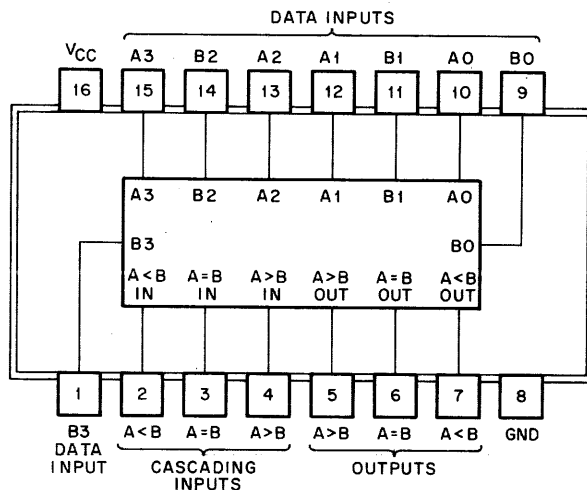 DATA INPUTS
VCC A3 B2 A2 A1 B1 A0 B0
16 15 14 13 12 11 10 9
A3 B2 A2 A1 B1 A0
B3 B0
A<B A=B A>B A>B A=B A<B
IN IN IN OUT OUT OUT
1 2 3 4 5 6 7 8
B3 A<B A=B A>B A>B A=B A<B GND
DATA CASCADING OUTPUTS
INPUT INPUTS